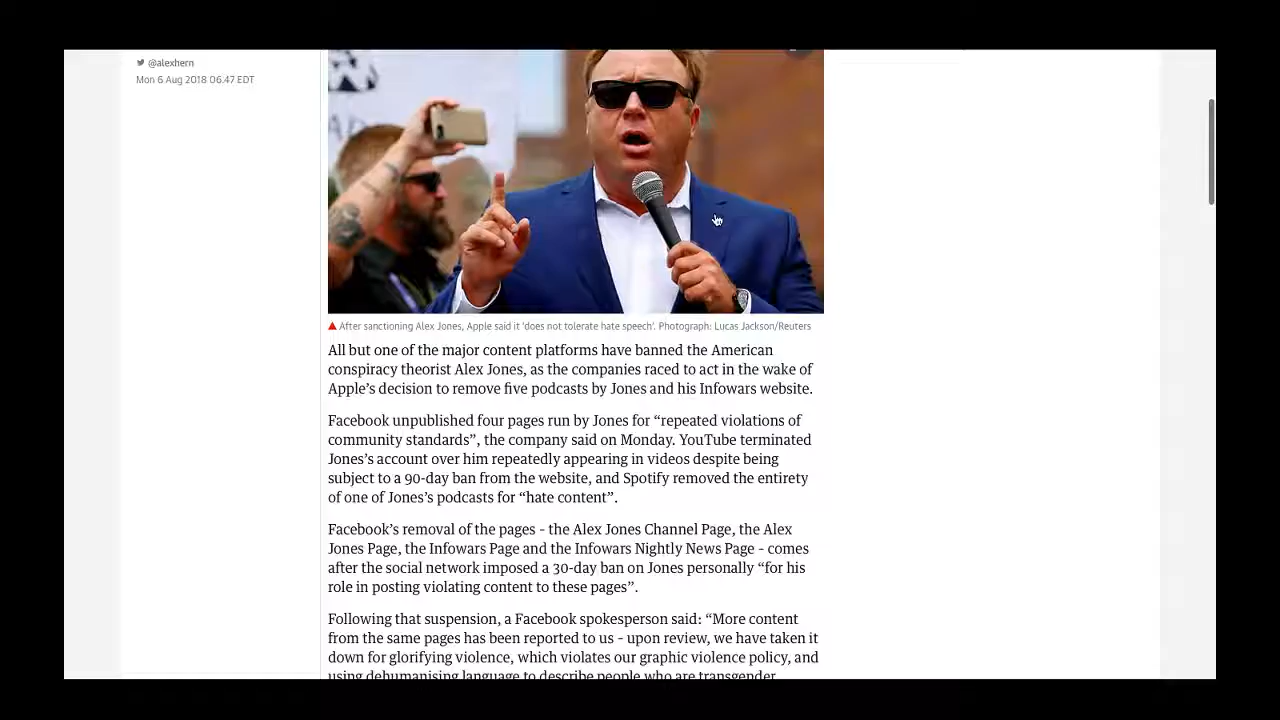 @alexhern
Mon 6 Aug 2018 06.47 EDT
After sanctioning Alex Jones, Apple said it 'does not tolerate hate speech'. Photograph: Lucas Jackson/Reuters
All but one of the major content platforms have banned the American
conspiracy theorist Alex Jones, as the companies raced to act in the wake of
Apple’s decision to remove five podcasts by Jones and his Infowars website.
Facebook unpublished four pages run by Jones for “repeated violations of
community standards”, the company said on Monday. YouTube terminated
Jones’s account over him repeatedly appearing in videos despite being
subject to a 90-day ban from the website, and Spotify removed the entirety
of one of Jones’s podcasts for “hate content”.
Facebook’s removal of the pages – the Alex Jones Channel Page, the Alex
Jones Page, the Infowars Page and the Infowars Nightly News Page – comes
after the social network imposed a 30-day ban on Jones personally “for his
role in posting violating content to these pages”.
Following that suspension, a Facebook spokesperson said: “More content
from the same pages has been reported to us – upon review, we have taken it
down for glorifying violence, which violates our graphic violence policy, and
using dehumanising language to describe people who are transgender,